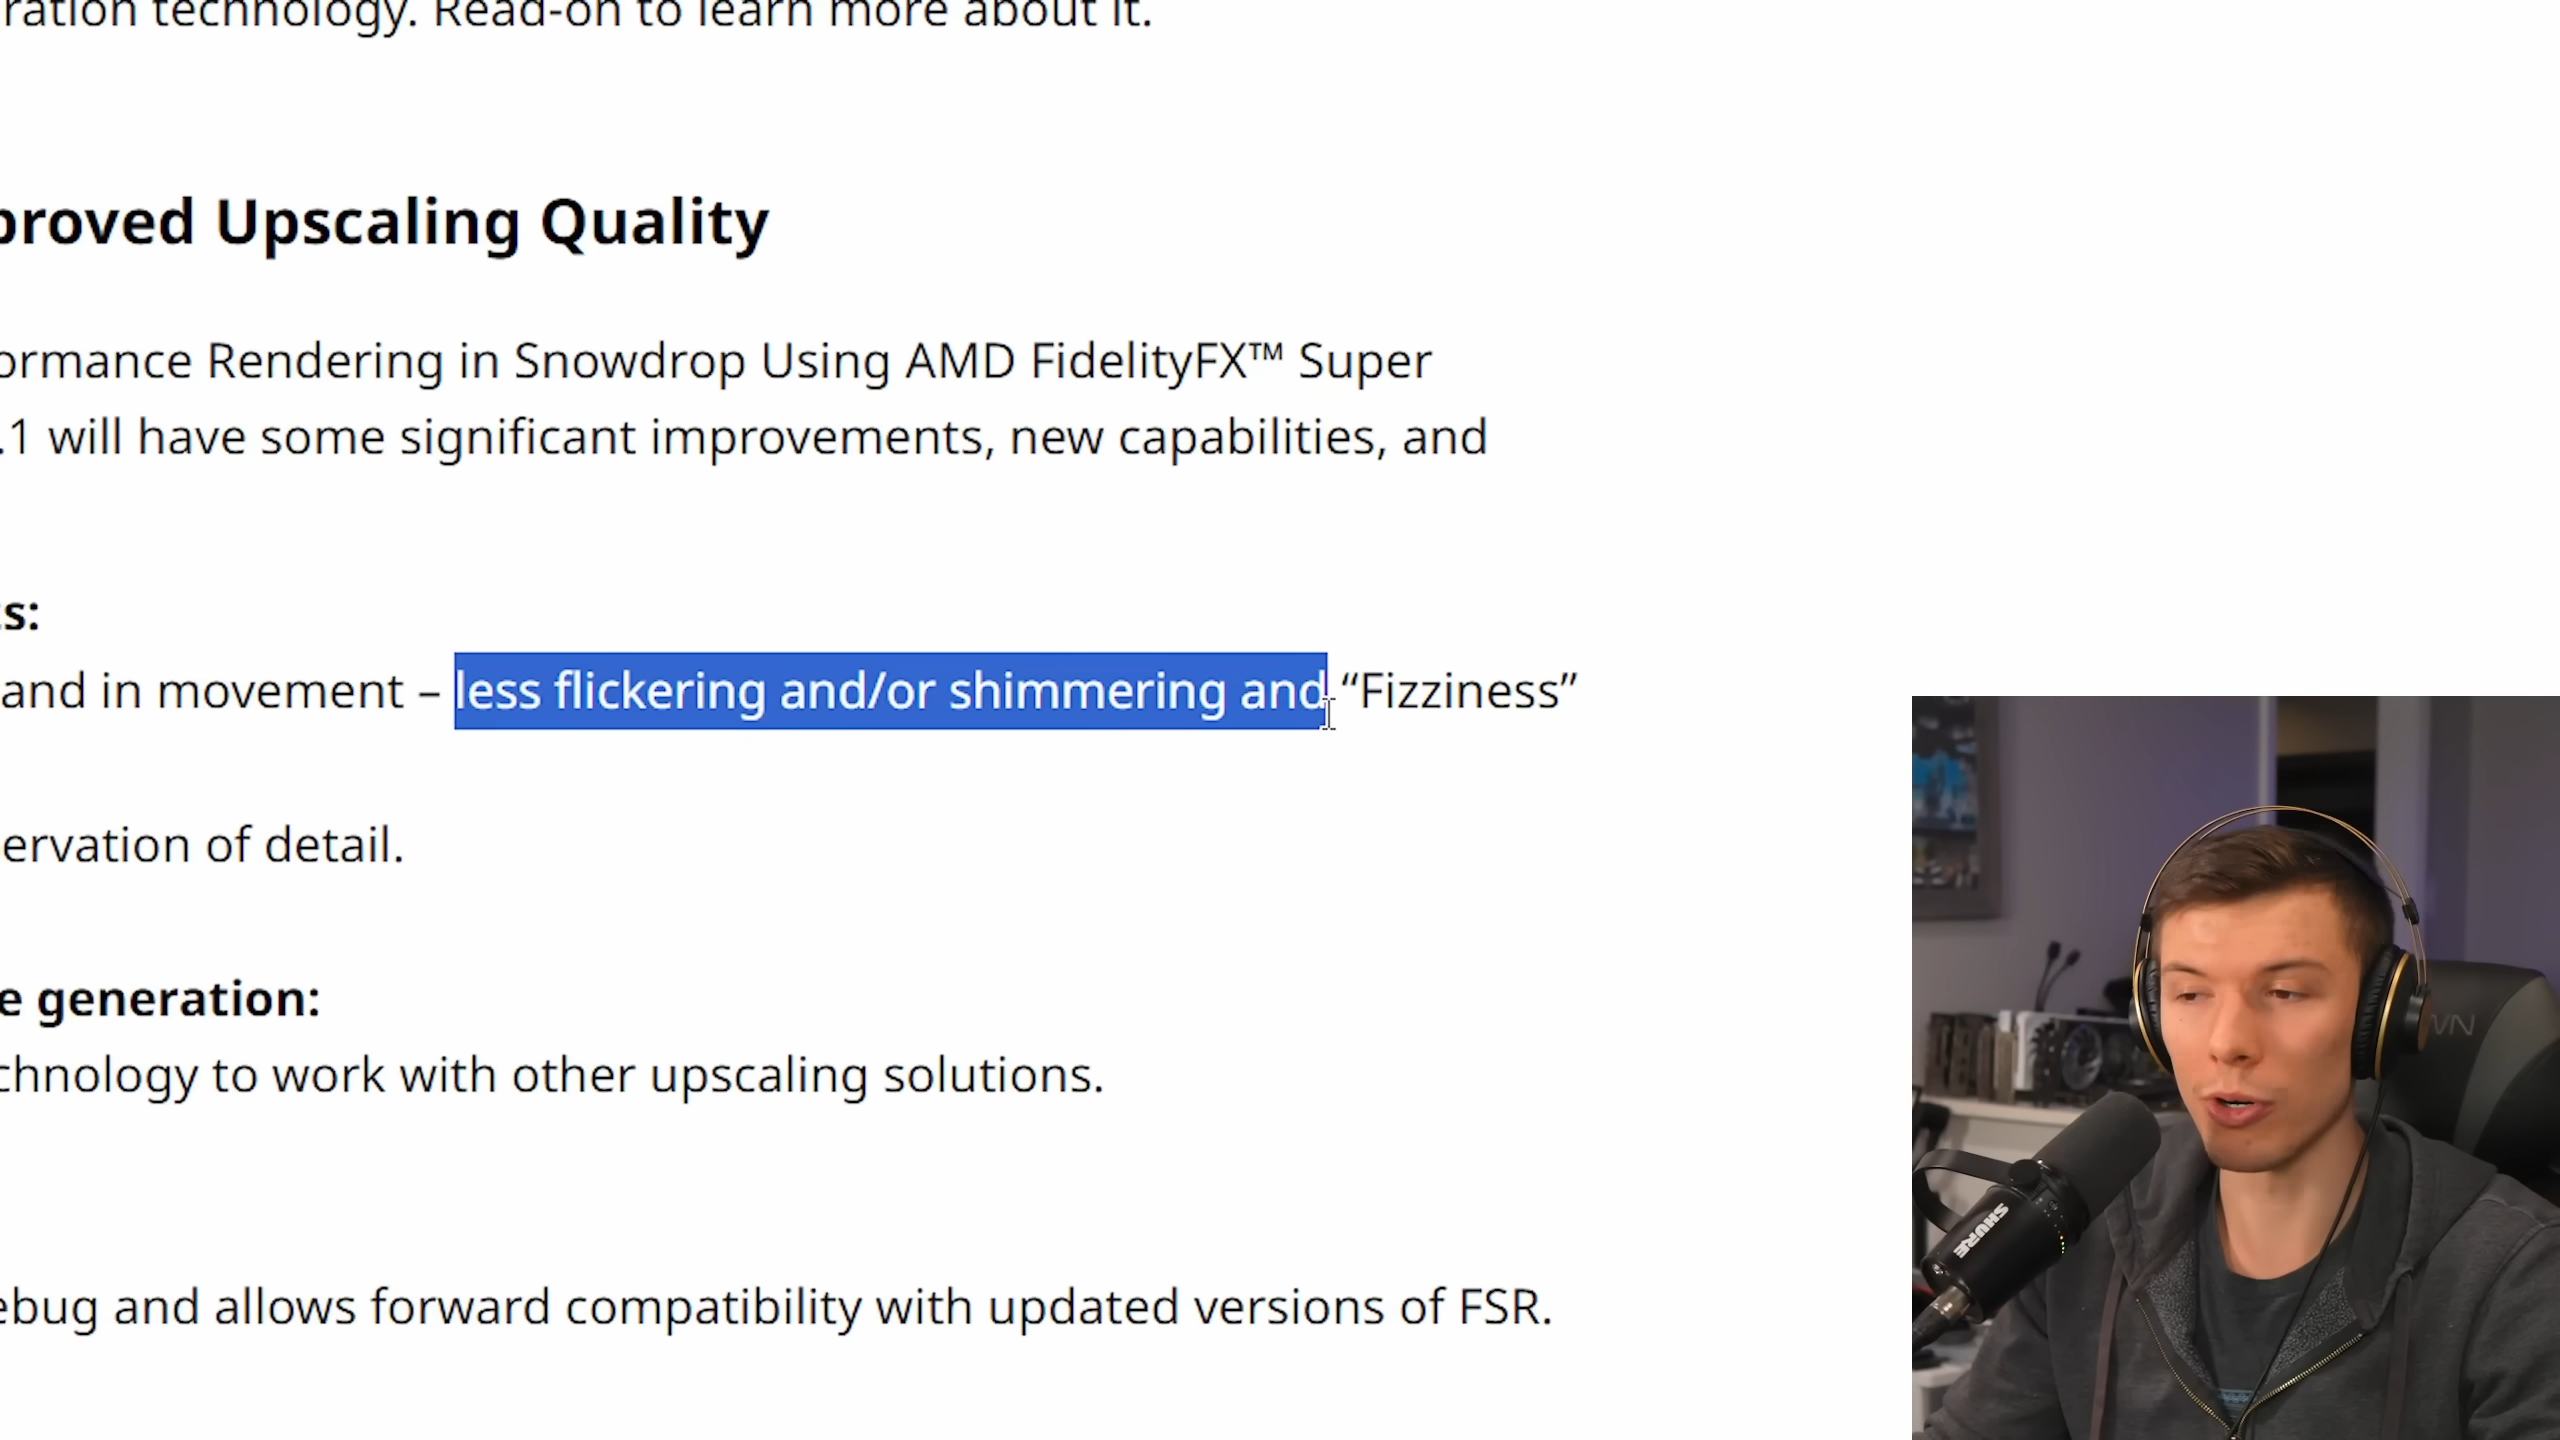 ration technology. Read-on to learn more about it.
proved Upscaling Quality
ormance Rendering in Snowdrop Using AMD FidelityFX™ Super
.1 will have some significant improvements, new capabilities, and
s:
and in movement – less flickering and/or shimmering and “Fizziness”
ervation of detail.
e generation:
chnology to work with other upscaling solutions.
ebug and allows forward compatibility with updated versions of FSR.
WN
SHURE